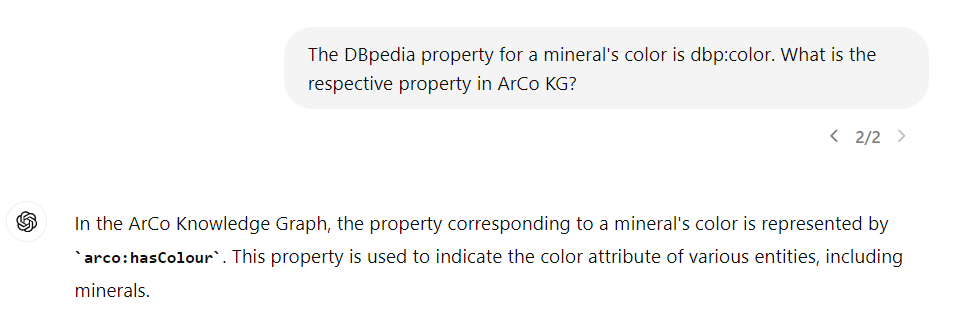 The DBpedia property for a mineral's color is dbp:color. What is the
respective property in ArCo KG?
2/2
In the ArCo Knowledge Graph, the property corresponding to a mineral's color is represented by
`arco:hasColour`. This property is used to indicate the color attribute of various entities, including
minerals.